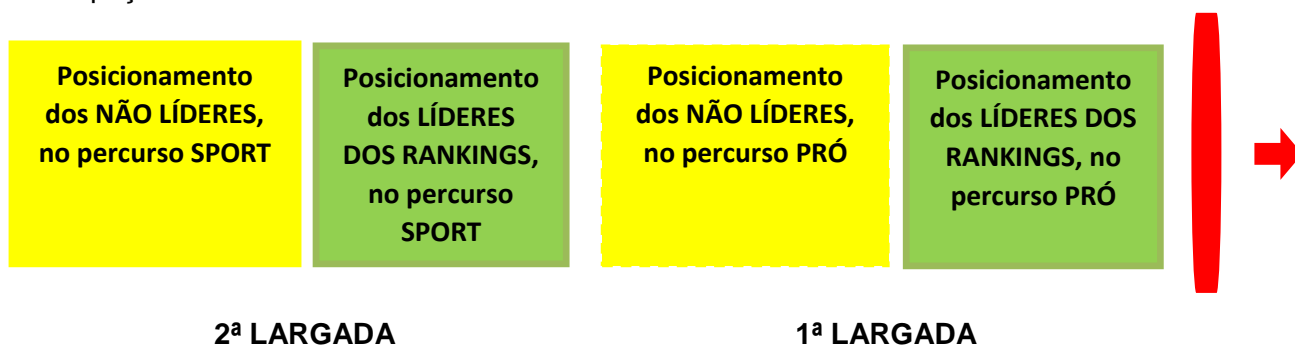 Posicionamento
dos NÃO LÍDERES,
no percurso SPORT
Posicionamento
dos LÍDERES
DOS RANKINGS,
no percurso
SPORT
Posicionamento
dos NÃO LÍDERES,
no percurso PRÓ
Posicionamento
dos LÍDERES DOS
RANKINGS, no
percurso PRÓ
2ª LARGADA
1ª LARGADA